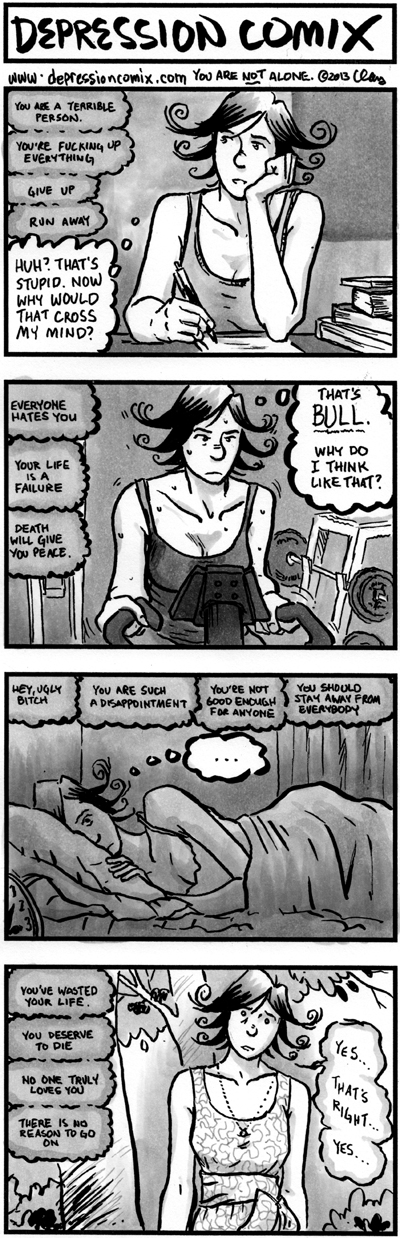 DEPRESSION COMIX
www.depressioncomix.com YOU ARE NOT ALONE. ©2013 Clay
YOU ARE A TERRIBLE
PERSON.
YOU'RE FUCKING UP
EVERYTHING
GIVE UP
RUN AWAY
HUH? THAT'S
STUPID. NOW
WHY WOULD
THAT CROSS
MY MIND?
EVERYONE
HATES YOU
YOUR LIFE
IS A
FAILURE
DEATH
WILL GIVE
YOU PEACE.
THAT'S
BULL.
WHY DO
I THINK
LIKE THAT?
HEY, UGLY
BITCH
YOU ARE SUCH
A DISAPPOINTMENT
YOU'RE NOT
GOOD ENOUGH
FOR ANYONE
YOU SHOULD
STAY AWAY FROM
EVERYBODY
...
1
2
3
YOU'VE WASTED
YOUR LIFE.
YOU DESERVE
TO DIE
NO ONE TRULY
LOVES YOU
THERE IS NO
REASON TO GO
ON
YES...
THAT'S
RIGHT...
YES...